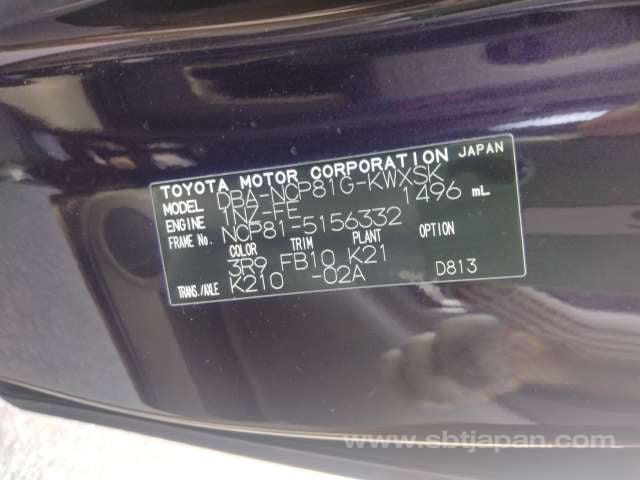 TOYOTA MOTOR CORPORATION JAPAN
MODEL DBA-NCP81G-KWXSK
ENGINE 1NZ-FE 1496 mL
FRAME No. NCP81-5156332
COLOR TRIM PLANT OPTION
3R9 FB10 K21
TRANS./AXLE K210 -02A D813
www.sbtjapan.com